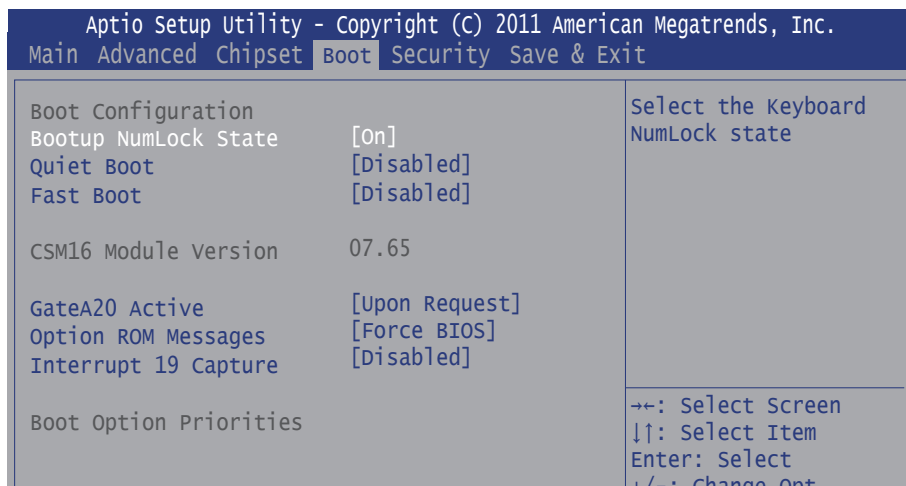 Aptio Setup Utility - Copyright (C) 2011 American Megatrends, Inc.
Main Advanced Chipset Boot Security Save & Exit
Boot Configuration
Bootup NumLock State [On]
Quiet Boot [Disabled]
Fast Boot [Disabled]
CSM16 Module Version 07.65
GateA20 Active [Upon Request]
Option ROM Messages [Force BIOS]
Interrupt 19 Capture [Disabled]
Boot Option Priorities
Select the Keyboard
NumLock state
→←: Select Screen
↓↑: Select Item
Enter: Select
+/-: Change Opt